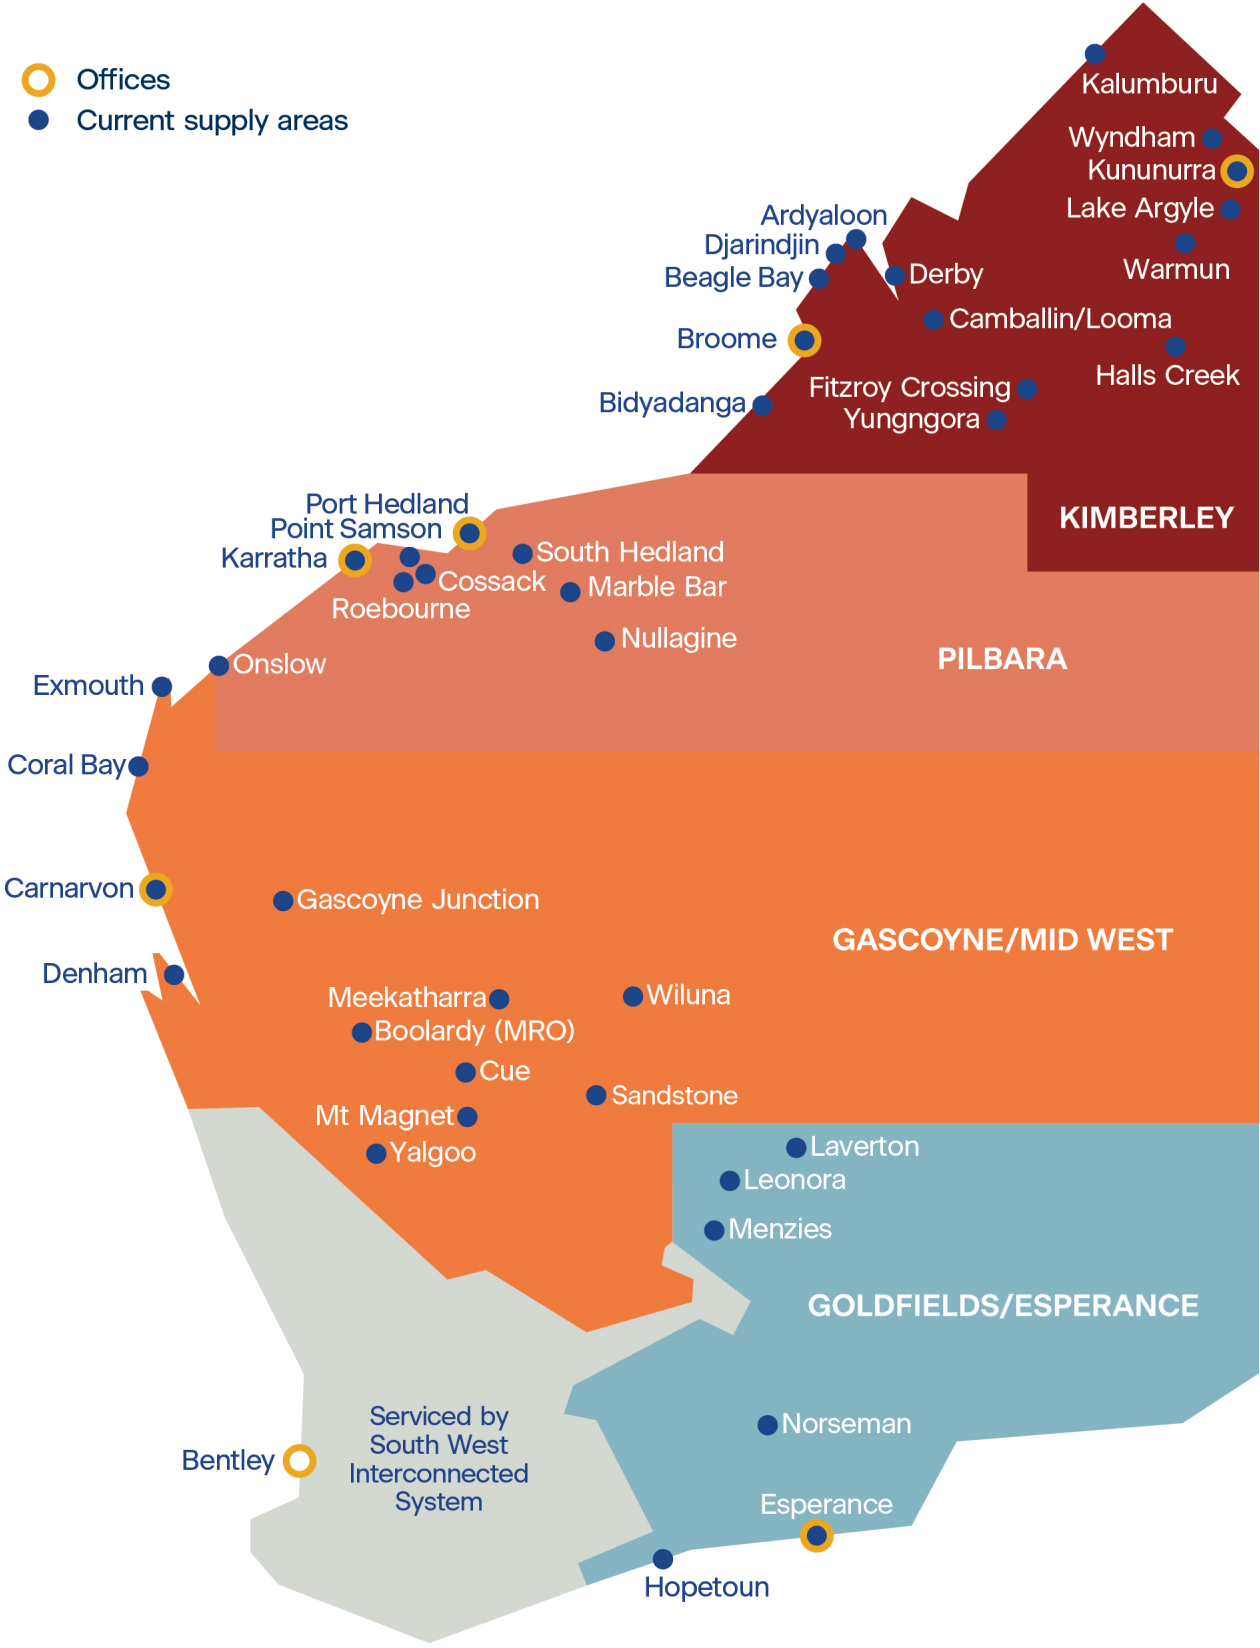 Offices
Current supply areas
Kalumburu
Wyndham
Kununurra
Lake Argyle
Ardyaloon
Djarindjin
Warmun
Derby
Beagle Bay
Camballin/Looma
Broome
Halls Creek
Fitzroy Crossing
Bidyadanga
Yungngora
Port Hedland
KIMBERLEY
Point Samson
South Hedland
Karratha
Cossack
Marble Bar
Roebourne
Nullagine
PILBARA
Onslow
Exmouth
Coral Bay
Carnarvon
Gascoyne Junction
GASCOYNE/MID WEST
Denham
Meekatharra
Wiluna
Boolardy (MRO)
Cue
Sandstone
Mt Magnet
Yalgoo
Laverton
Leonora
Menzies
GOLDFIELDS/ESPERANCE
Serviced by
South West
Interconnected
System
Norseman
Bentley
Esperance
Hopetoun